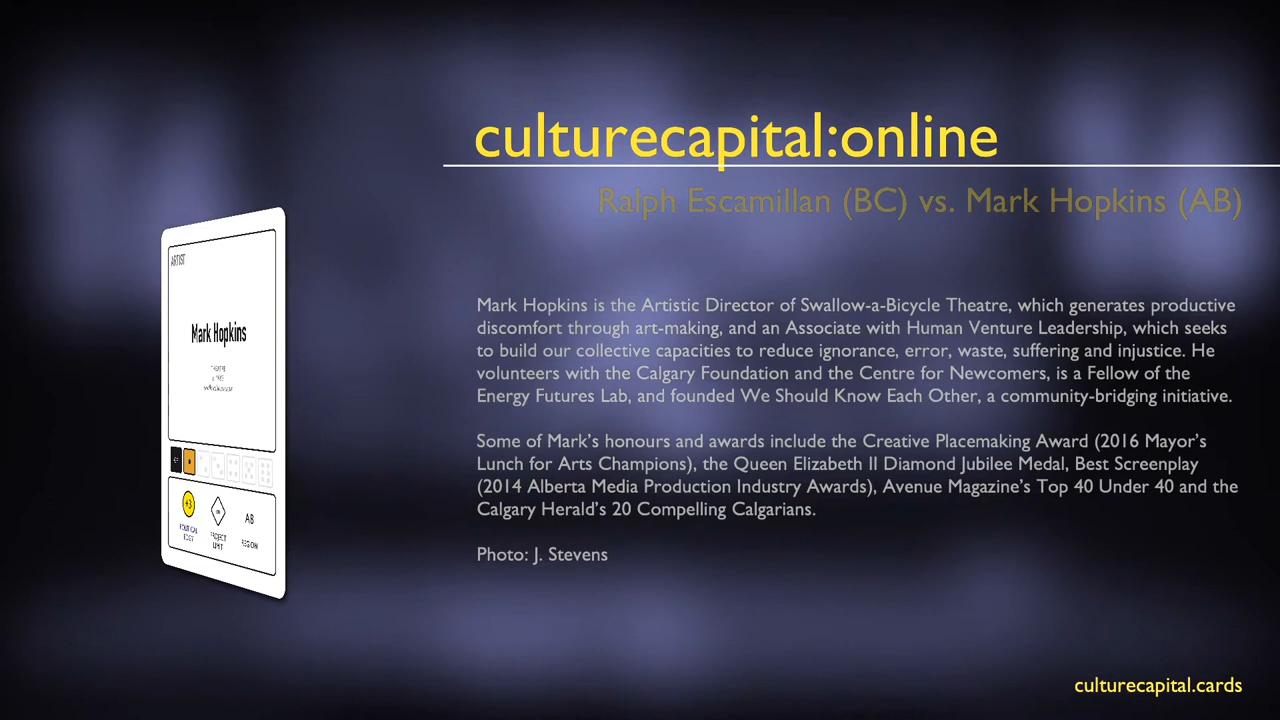 culturecapital:online
Ralph Escamillan (BC) vs. Mark Hopkins (AB)
ARTIST
Mark Hopkins
THEATRE
Mark Hopkins is the Artistic Director of Swallow-a-Bicycle Theatre, which generates productive
discomfort through art-making, and an Associate with Human Venture Leadership, which seeks
to build our collective capacities to reduce ignorance, error, waste, suffering and injustice. He
volunteers with the Calgary Foundation and the Centre for Newcomers, is a Fellow of the
Energy Futures Lab, and founded We Should Know Each Other, a community-bridging initiative.
Some of Mark's honours and awards include the Creative Placemaking Award (2016 Mayor's
Lunch for Arts Champions), the Queen Elizabeth II Diamond Jubilee Medal, Best Screenplay
(2014 Alberta Media Production Industry Awards), Avenue Magazine's Top 40 Under 40 and the
Calgary Herald's 20 Compelling Calgarians.
Photo: J. Stevens
+3
AB
PROJECT
LIMIT
REGION
culturecapital.cards